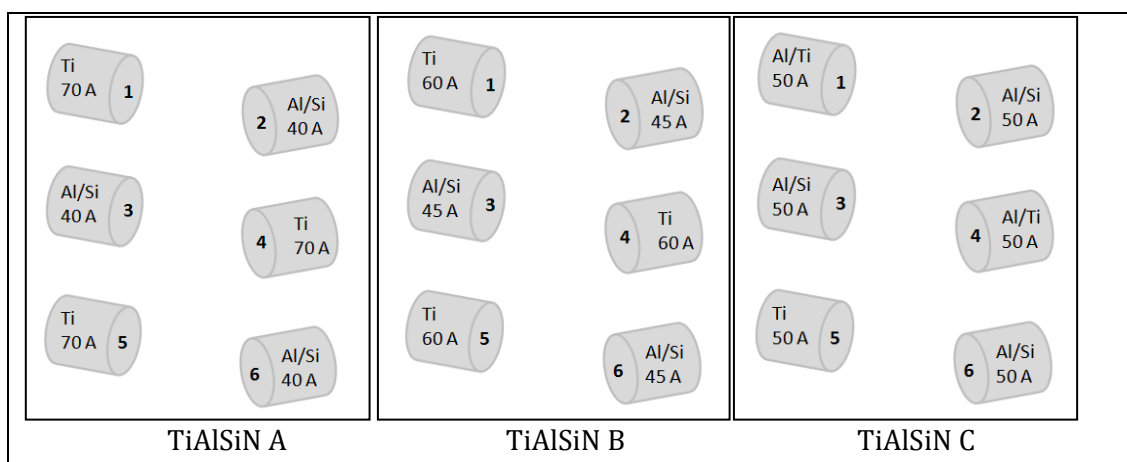 Ti
70 A
1
2
Al/Si
40 A
Al/Si
40 A
3
4
Ti
70 A
Ti
70 A
5
6
Al/Si
40 A
TiAlSiN A
Ti
60 A
1
2
Al/Si
45 A
Al/Si
45 A
3
4
Ti
60 A
Ti
60 A
5
6
Al/Si
45 A
TiAlSiN B
Al/Ti
50 A
1
2
Al/Si
50 A
Al/Si
50 A
3
4
Al/Ti
50 A
Ti
50 A
5
6
Al/Si
50 A
TiAlSiN C